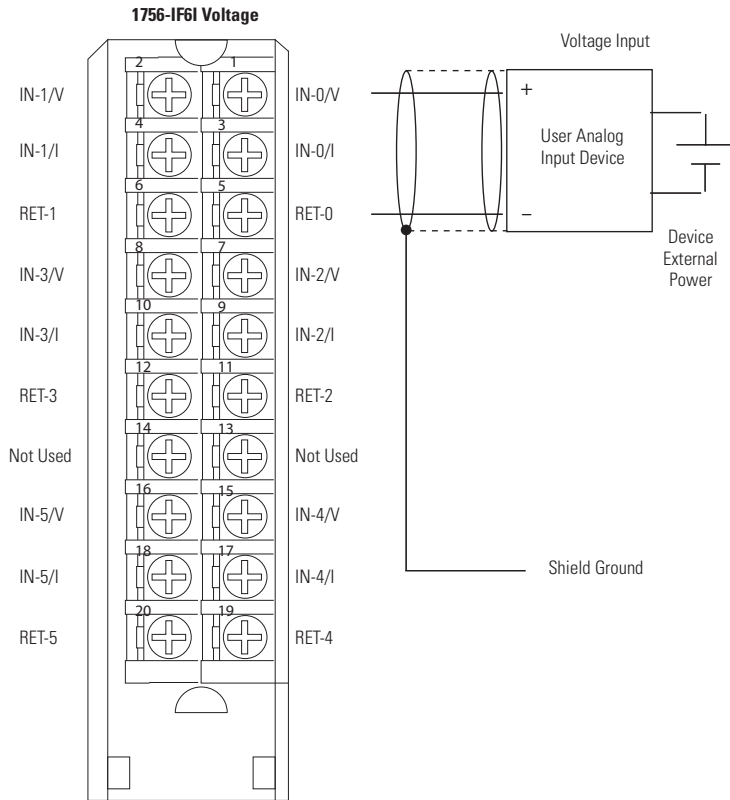 1756-IF6I Voltage
Voltage Input
2 1
IN-1/V IN-0/V
+
4 3
IN-1/I IN-0/I
User Analog
Input Device
6 5
RET-1 RET-0
–
Device
External
Power
8 7
IN-3/V IN-2/V
10 9
IN-3/I IN-2/I
12 11
RET-3 RET-2
14 13
Not Used Not Used
16 15
IN-5/V IN-4/V
18 17
IN-5/I IN-4/I
Shield Ground
20 19
RET-5 RET-4